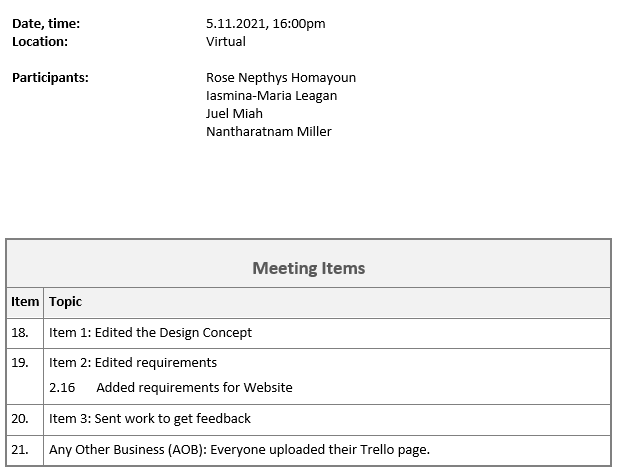 Date, time: 5.11.2021, 16:00pm
Location: Virtual
Participants: Rose Nepthys Homayoun
Iasmina-Maria Leagan
Juel Miah
Nantharatnam Miller
Meeting Items
Item Topic
18. Item 1: Edited the Design Concept
19. Item 2: Edited requirements
2.16 Added requirements for Website
20. Item 3: Sent work to get feedback
21. Any Other Business (AOB): Everyone uploaded their Trello page.